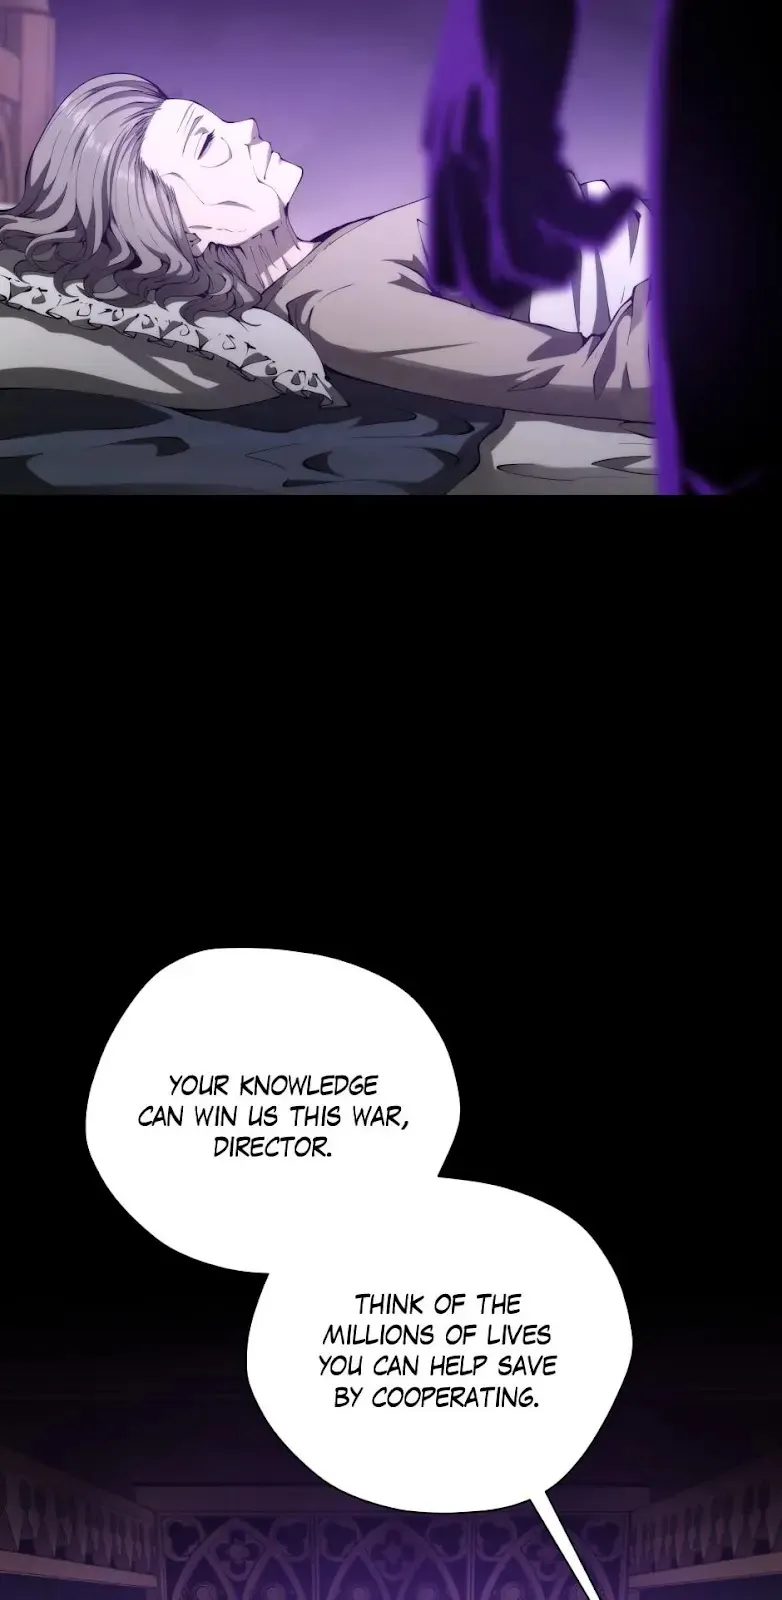 YOUR KNOWLEDGE
CAN WIN US THIS WAR,
DIRECTOR.
THINK OF THE
MILLIONS OF LIVES
YOU CAN HELP SAVE
BY COOPERATING.